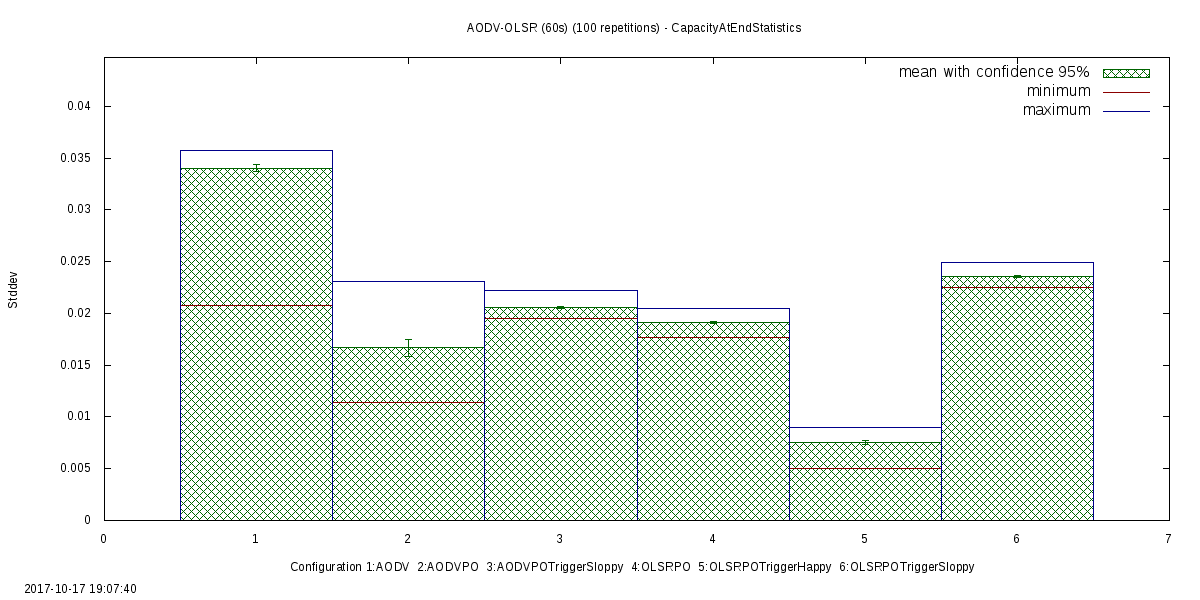 AODV-OLSR (60s) (100 repetitions) - CapacityAtEndStatistics
mean with confidence 95%
minimum
maximum
0.04
0.035
0.03
0.025
0.02
0.015
0.01
0.005
0
Stddev
0 1 2 3 4 5 6 7
Configuration 1:AODV 2:AODVPO 3:AODVPOTriggerSloppy 4:OLSRPO 5:OLSRPOTriggerHappy 6:OLSRPOTriggerSloppy
2017-10-17 19:07:40